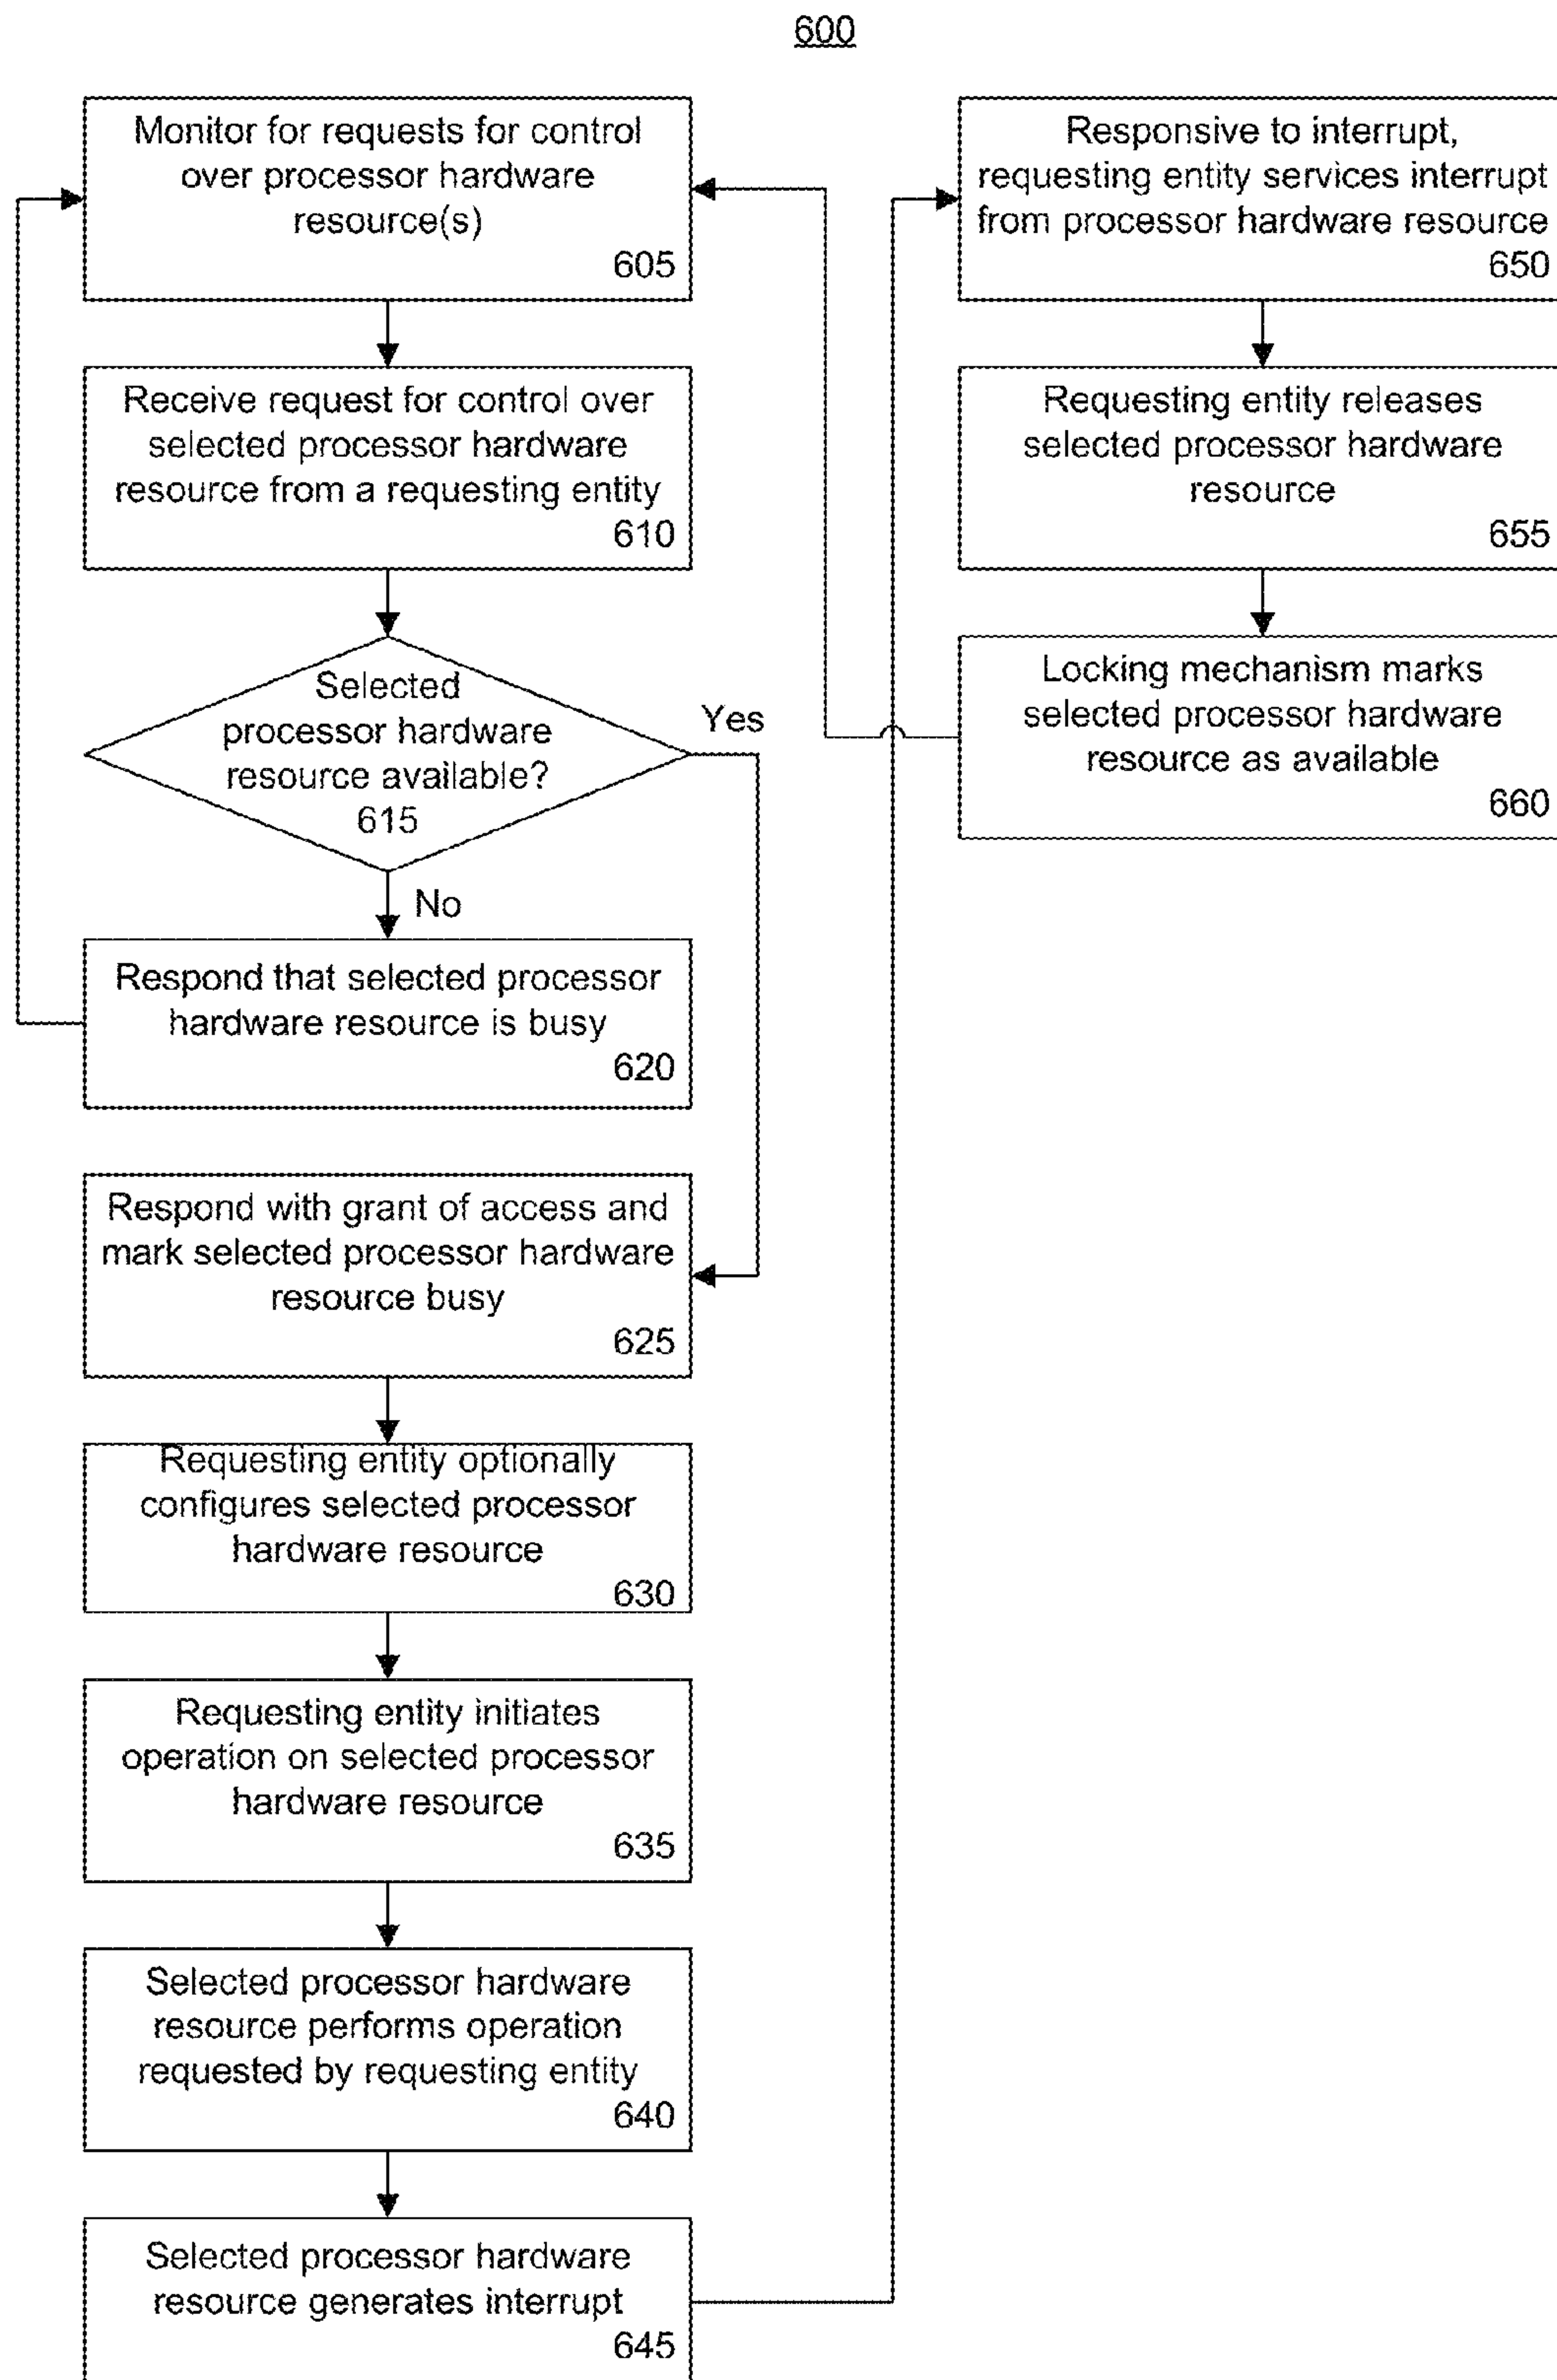 600
Monitor for requests for control
over processor hardware
resource(s)
605
Receive request for control over
selected processor hardware
resource from a requesting entity
610
Selected
processor hardware
resource available?
615
Yes
No
Respond that selected processor
hardware resource is busy
620
Respond with grant of access and
mark selected processor hardware
resource busy
625
Requesting entity optionally
configures selected processor
hardware resource
630
Requesting entity initiates
operation on selected processor
hardware resource
635
Selected processor hardware
resource performs operation
requested by requesting entity
640
Selected processor hardware
resource generates interrupt
645
Responsive to interrupt,
requesting entity services interrupt
from processor hardware resource
650
Requesting entity releases
selected processor hardware
resource
655
Locking mechanism marks
selected processor hardware
resource as available
660